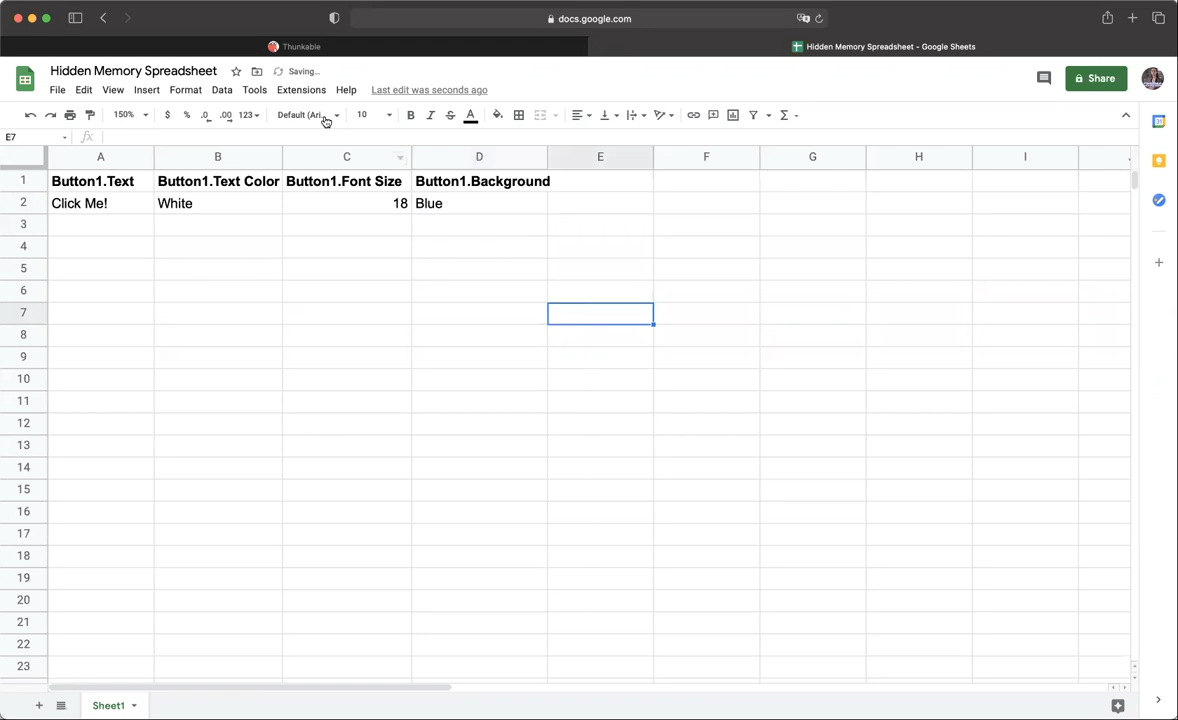 docs.google.com
Thunkable
Hidden Memory Spreadsheet - Google Sheets
Hidden Memory Spreadsheet
Saving...
File Edit View Insert Format Data Tools Extensions Help Last edit was seconds ago
Share
150% $ % .0 .00 123 Default (Ari... 10 B I S A
E7 fx
A B C D E F G H I
1 Button1.Text Button1.Text Color Button1.Font Size Button1.Background
2 Click Me! White 18 Blue
3
4
5
6
7
8
9
10
11
12
13
14
15
16
17
18
19
20
21
22
23
Sheet1